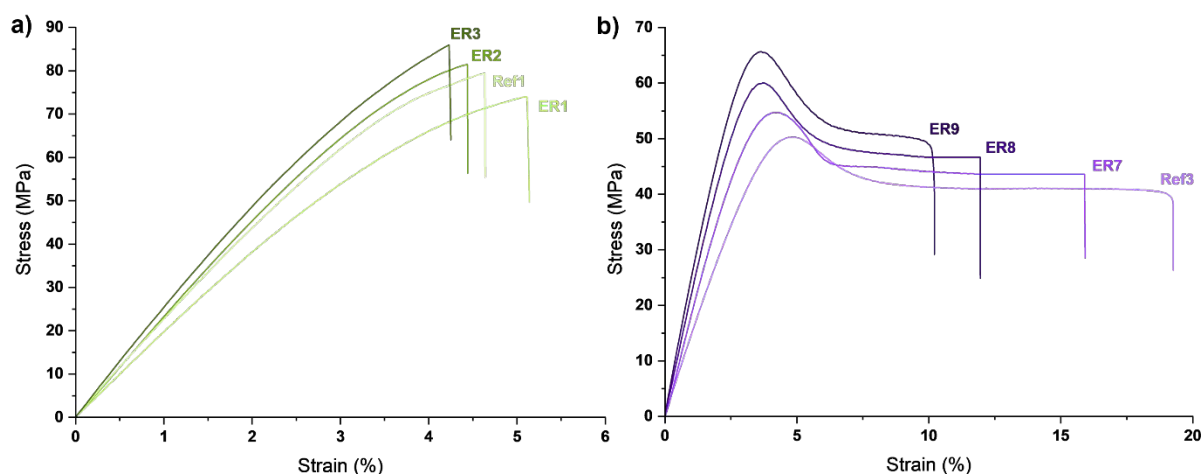 a)
90
80
70
60
50
40
30
20
10
0
Stress (MPa)
ER3
ER2
Ref1
ER1
0 1 2 3 4 5 6
Strain (%)
b)
70
60
50
40
30
20
10
0
Stress (MPa)
ER9
ER8
ER7
Ref3
0 5 10 15 20
Strain (%)